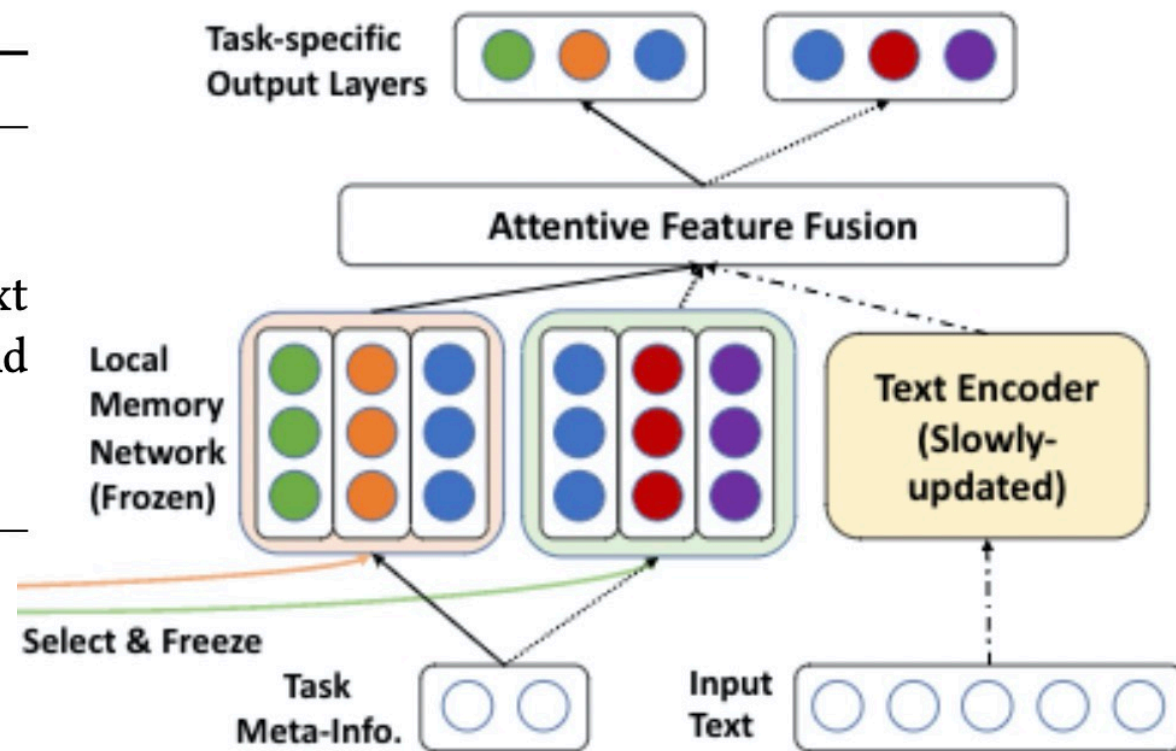 Task-specific
Output Layers
Attentive Feature Fusion
Local
Memory
Network
(Frozen)
Text Encoder
(Slowly-
updated)
Select & Freeze
Task
Meta-Info.
Input
Text